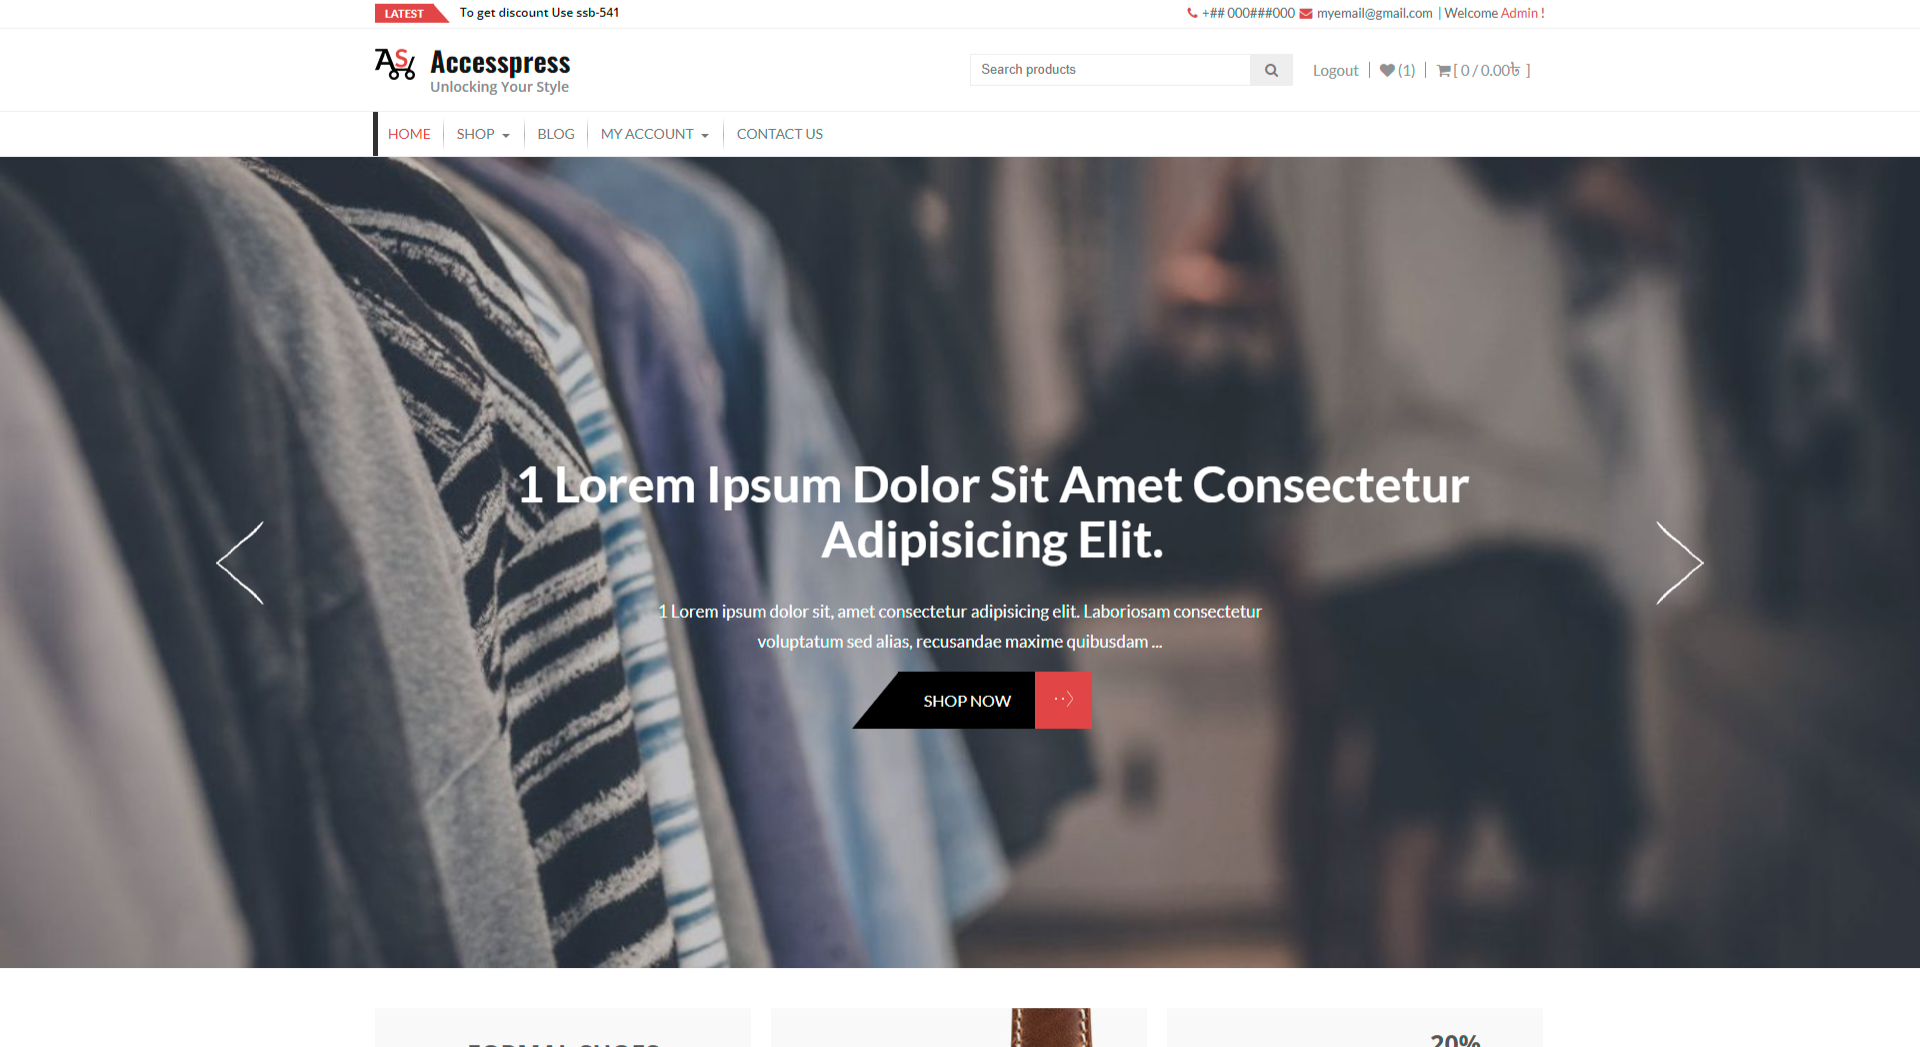 LATEST To get discount Use ssb-541
+## 000###000 myemail@gmail.com | Welcome Admin !
AS Accesspress
Unlocking Your Style
Search products
Logout | (1) | [ 0 / 0.00৳ ]
HOME SHOP BLOG MY ACCOUNT CONTACT US
1 Lorem Ipsum Dolor Sit Amet Consectetur
Adipisicing Elit.
1 Lorem ipsum dolor sit, amet consectetur adipisicing elit. Laboriosam consectetur
voluptatum sed alias, recusandae maxime quibusdam ...
SHOP NOW
FORMAL SHOES
20%